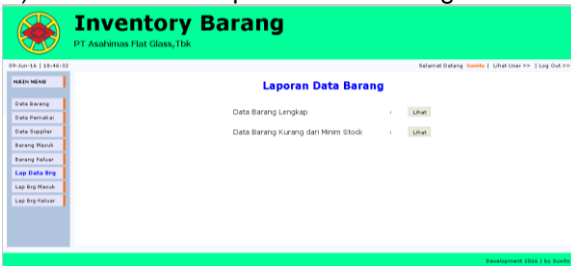 Inventory Barang
PT Asahimas Flat Glass,Tbk
09-Jun-16 | 10:46:02
Selamat Datang Suwito | Lihat User >> | Log Out >>
MAIN MENU
Data Barang
Data Pemakai
Data Supplier
Barang Masuk
Barang Keluar
Lap Data Brg
Lap Brg Masuk
Lap Brg Keluar
Laporan Data Barang
Data Barang Lengkap : Lihat
Data Barang Kurang dari Minim Stock : Lihat
Development 2016 | by Suwito